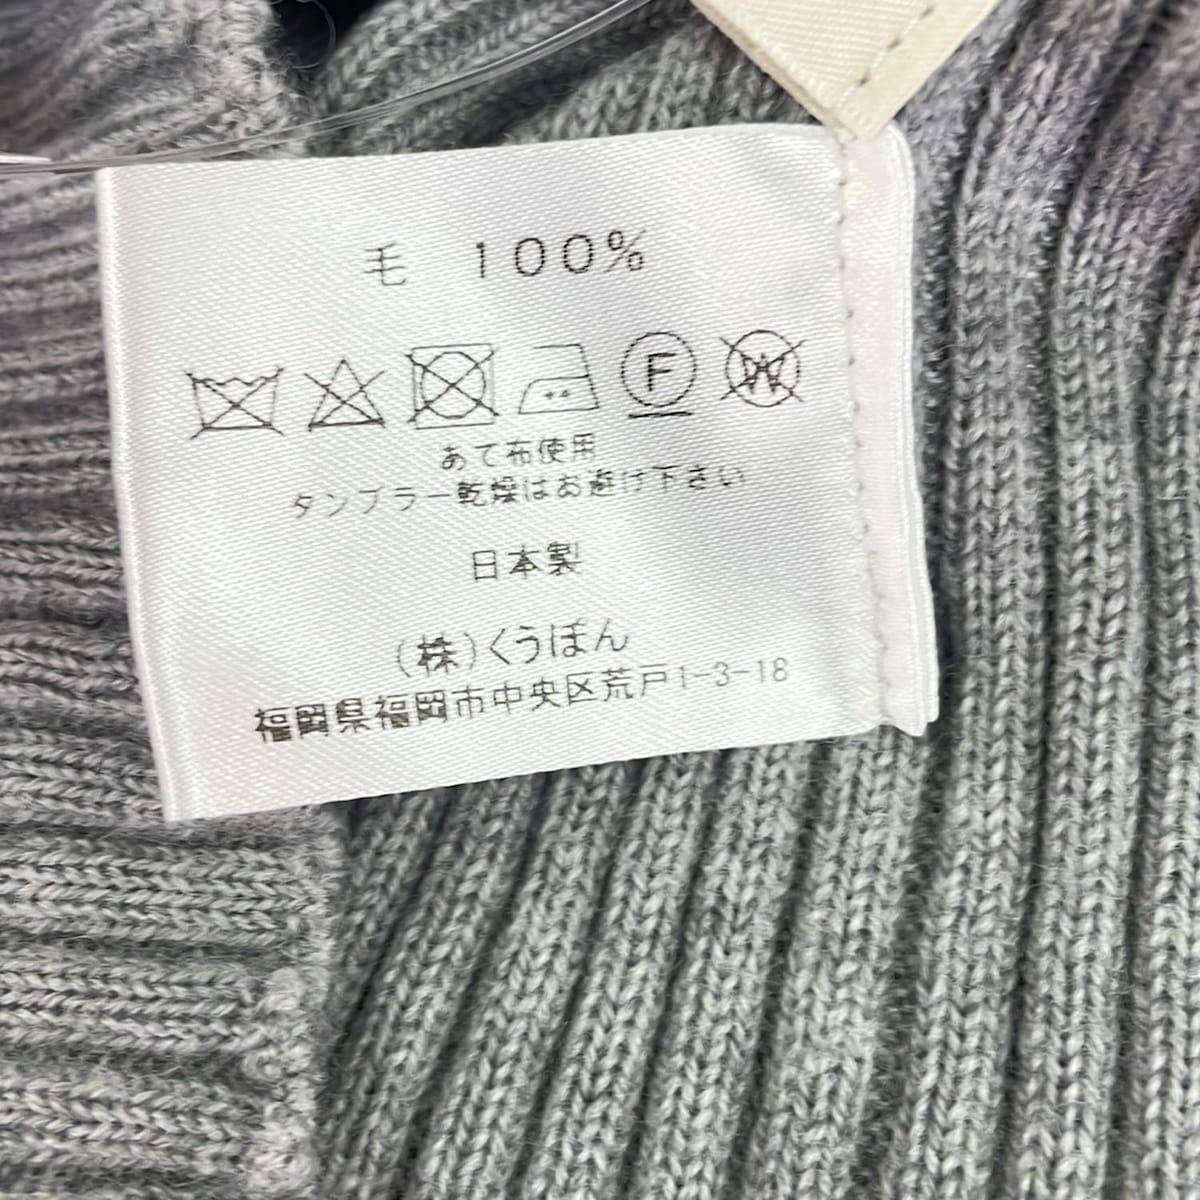 毛 100%
F W
あて布使用
タンブラー乾燥はお避け下さい
日本製
(株)くうぽん
福岡県福岡市中央区荒戸1-3-18